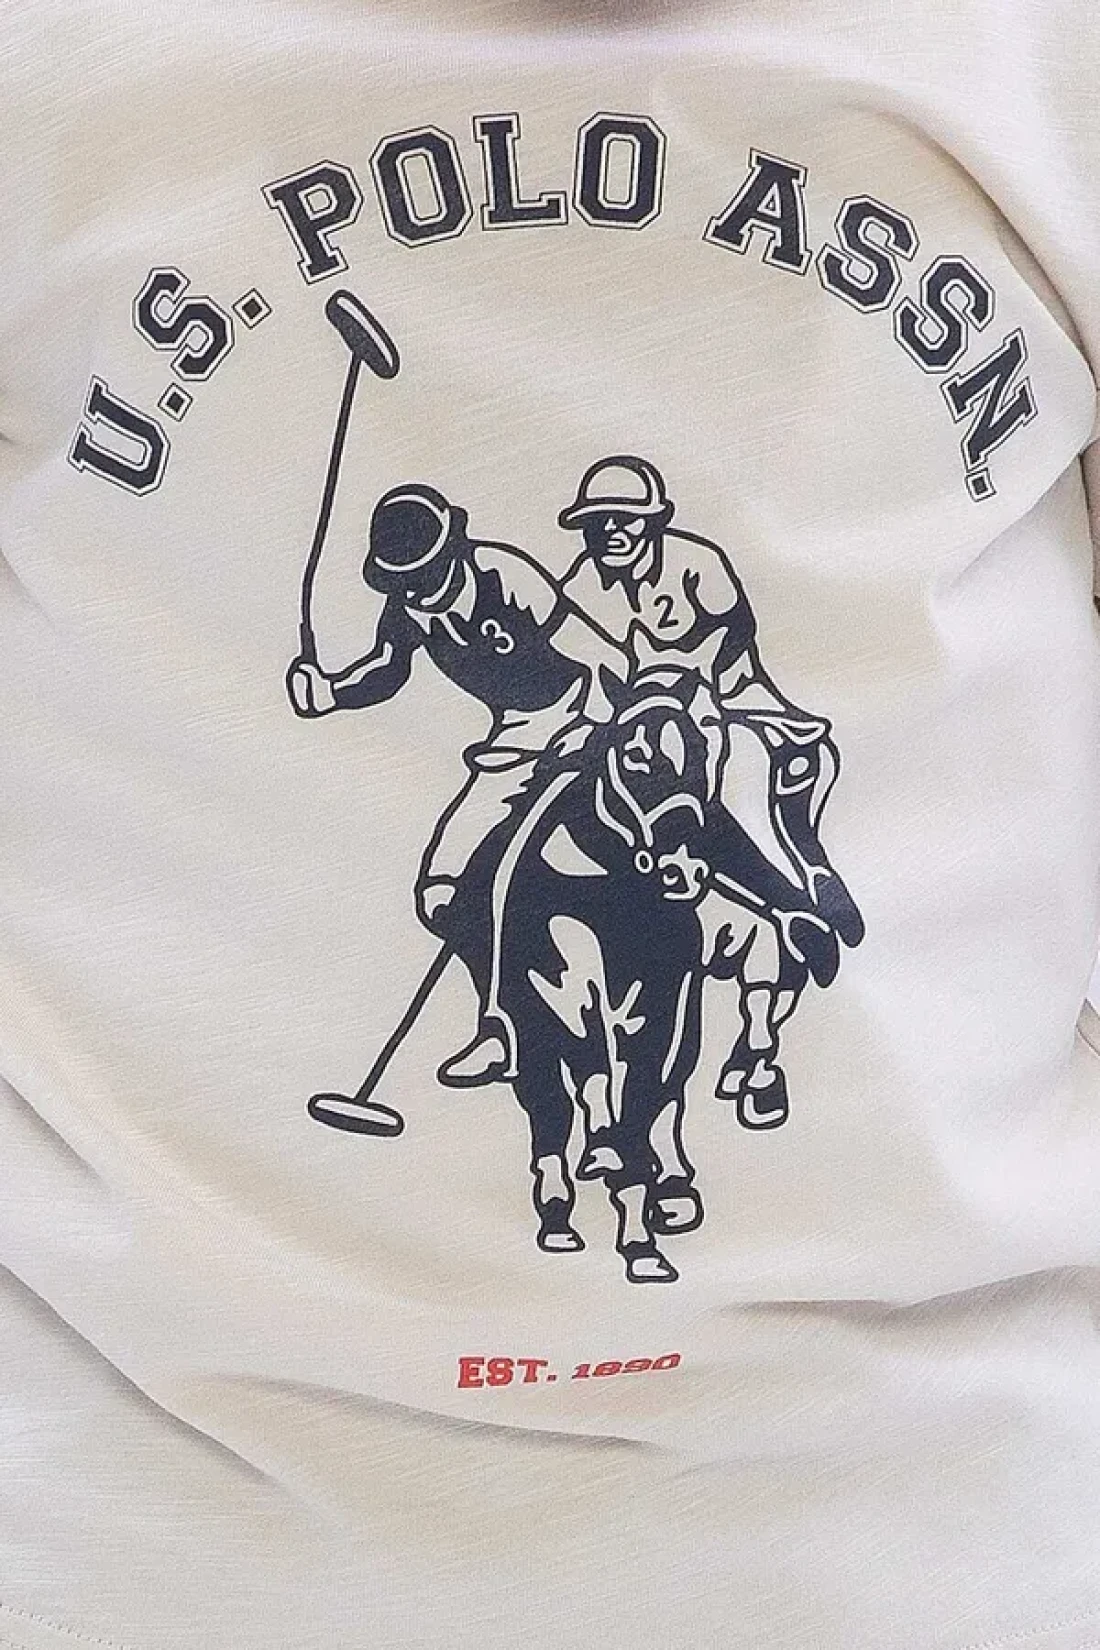 U.S. POLO ASSN.
3
2
EST. 1890